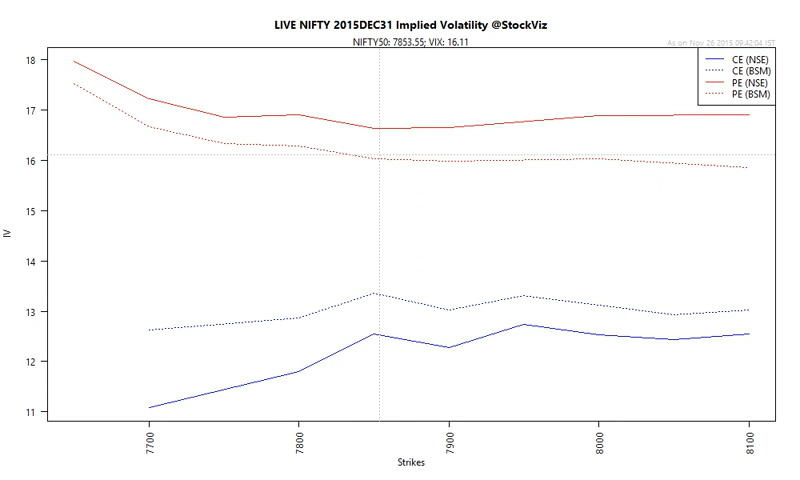 LIVE NIFTY 2015DEC31 Implied Volatility @StockViz
NIFTY50: 7853.55; VIX: 16.11
As on Nov 26 2015 09:42:04 IST
CE (NSE)
CE (BSM)
PE (NSE)
PE (BSM)
18
17
16
15
14
13
12
11
IV
7700
7800
7900
8000
8100
Strikes